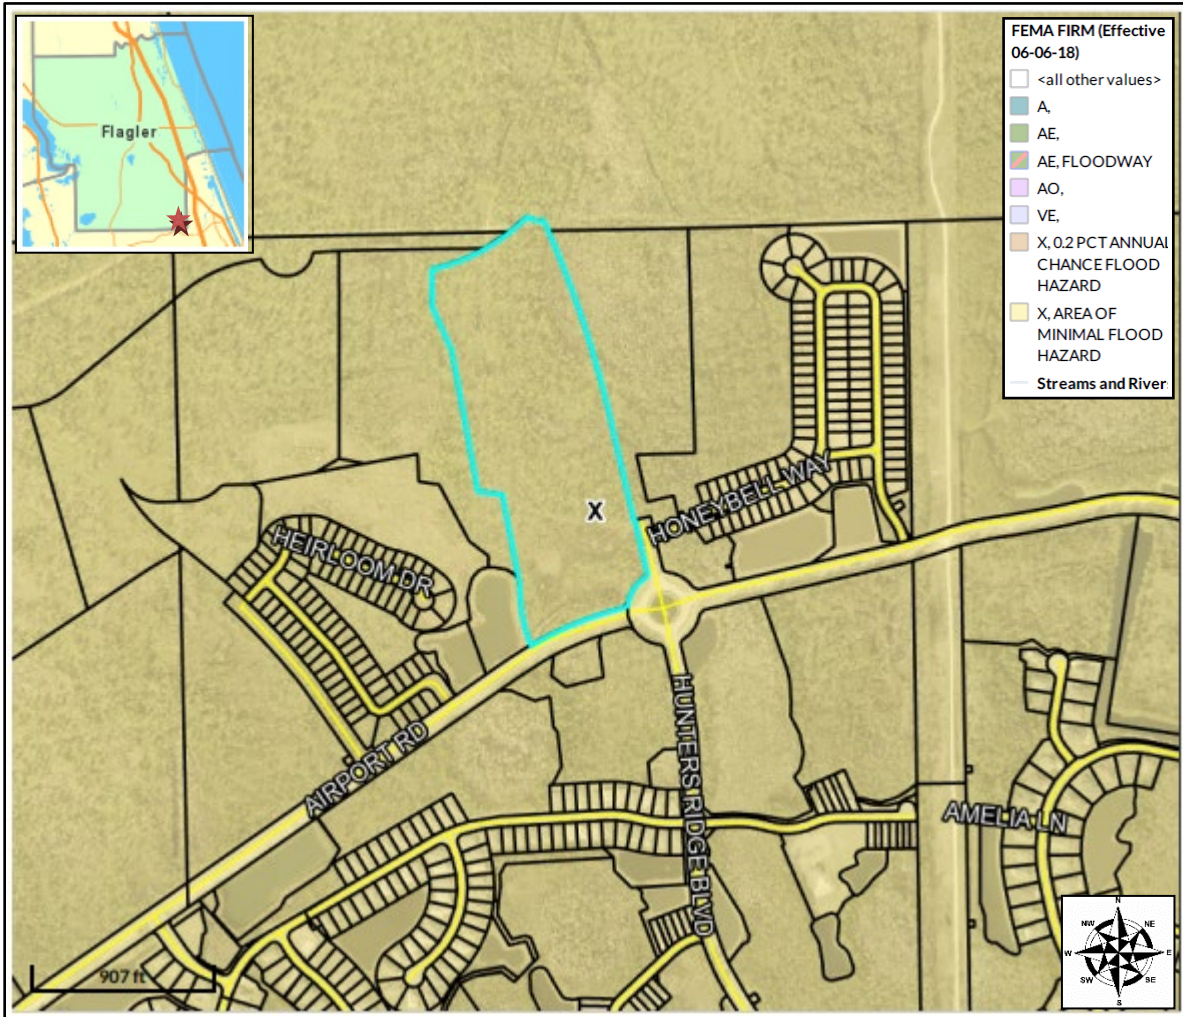 Flagler
FEMA FIRM (Effective
06-06-18)
<all other values>
A,
AE,
AE, FLOODWAY
AO,
VE,
X, 0.2 PCT ANNUAL
CHANCE FLOOD
HAZARD
X, AREA OF
MINIMAL FLOOD
HAZARD
Streams and River
X
HONEYBELL WAY
HEIRLOOM DR
AIRPORT RD
HUNTERS RIDGE BLVD
AMELIA LN
907 ft
N
NW
NE
W
E
SW
SE
S